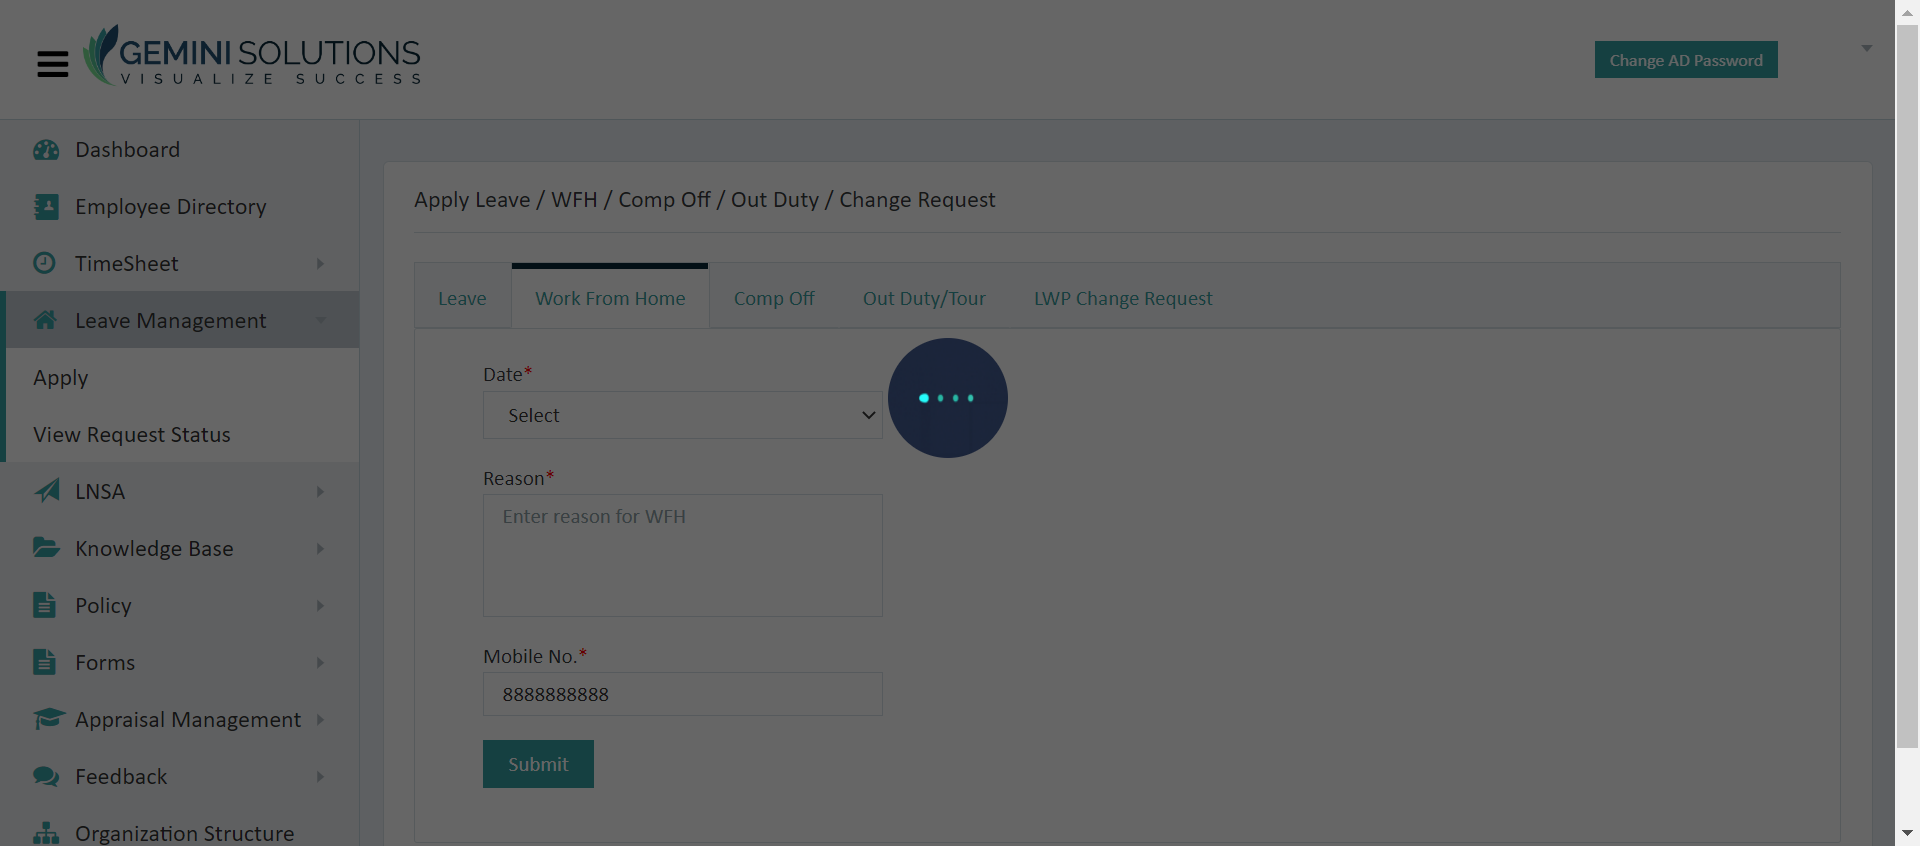 GEMINI SOLUTIONS
VISUALIZE SUCCESS
Change AD Password
Dashboard
Employee Directory
TimeSheet
Leave Management
Apply
View Request Status
LNSA
Knowledge Base
Policy
Forms
Appraisal Management
Feedback
Organization Structure
Apply Leave / WFH / Comp Off / Out Duty / Change Request
Leave Work From Home Comp Off Out Duty/Tour LWP Change Request
Date*
Select
Reason*
Enter reason for WFH
Mobile No.*
8888888888
Submit